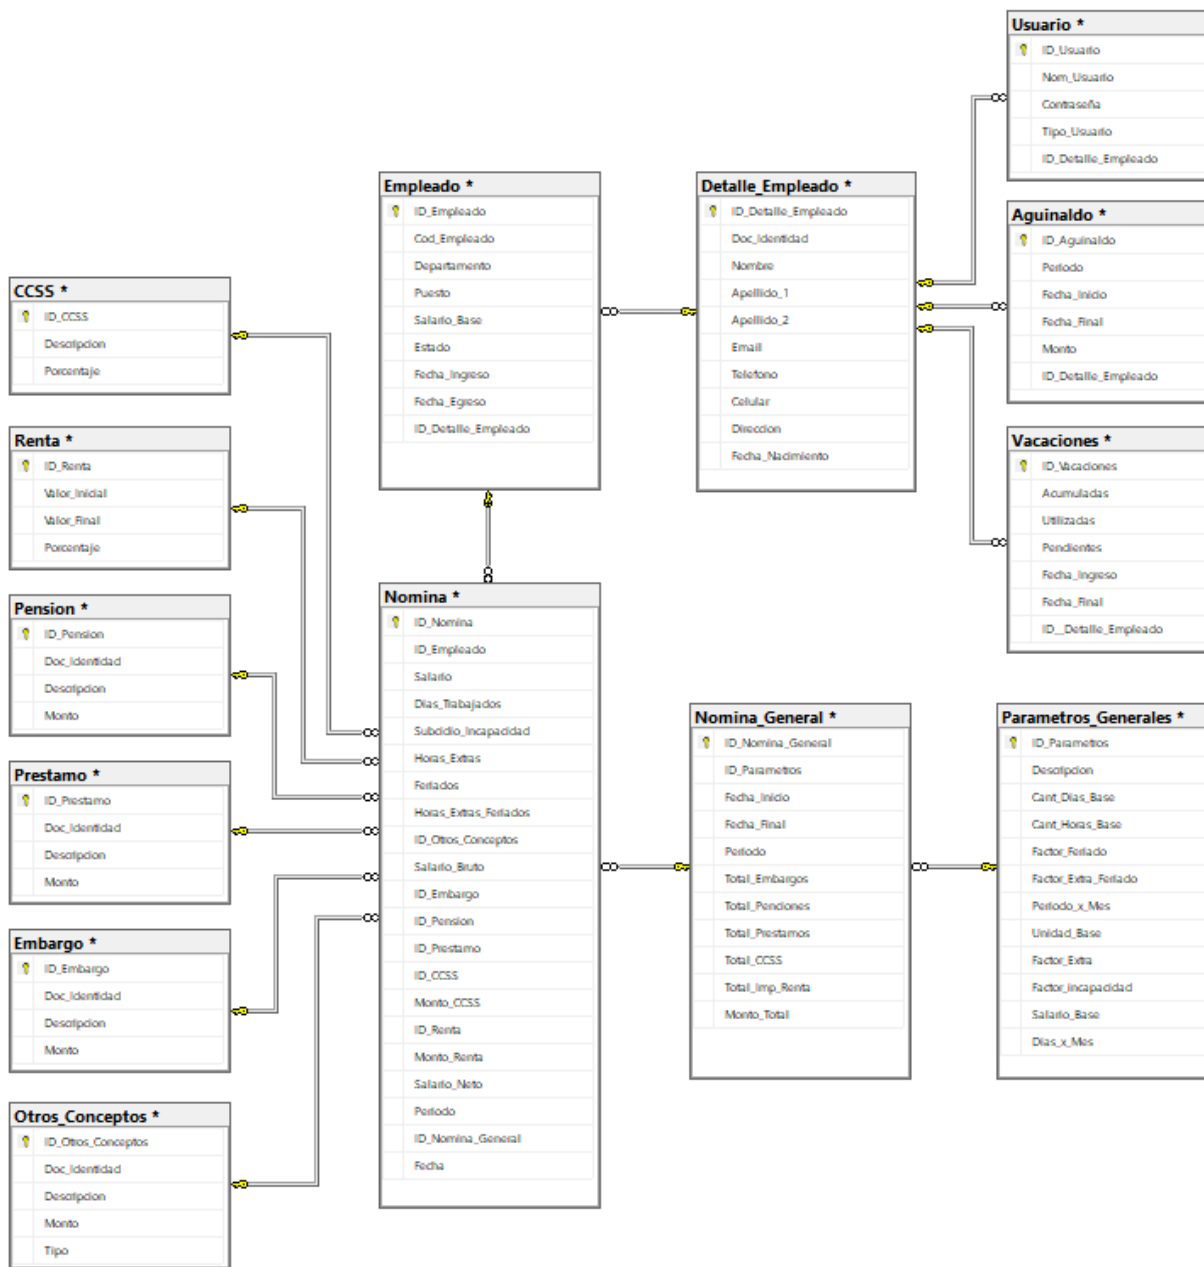 Usuario *
ID_Usuario
Nom_Usuario
Contraseña
Tipo_Usuario
ID_Detalle_Empleado
Empleado *
ID_Empleado
Cod_Empleado
Departamento
Puesto
Salario_Base
Estado
Fecha_Ingreso
Fecha_Egreso
ID_Detalle_Empleado
Detalle_Empleado *
ID_Detalle_Empleado
Doc_Identidad
Nombre
Apellido_1
Apellido_2
Email
Telefono
Celular
Direccion
Fecha_Nacimiento
Aguinaldo *
ID_Aguinaldo
Periodo
Fecha_Inicio
Fecha_Final
Monto
ID_Detalle_Empleado
CCSS *
ID_CCSS
Descripcion
Porcentaje
Renta *
ID_Renta
Valor_Inicial
Valor_Final
Porcentaje
Vacaciones *
ID_Vacaciones
Acumuladas
Utilizadas
Pendientes
Fecha_Ingreso
Fecha_Final
ID__Detalle_Empleado
Pension *
ID_Pension
Doc_Identidad
Descripcion
Monto
Nomina *
ID_Nomina
ID_Empleado
Salario
Dias_Trabajados
Subcidio_Incapacidad
Horas_Extras
Feriados
Horas_Extras_Feriados
ID_Otros_Conceptos
Salario_Bruto
ID_Embargo
ID_Pension
ID_Prestamo
ID_CCSS
Monto_CCSS
ID_Renta
Monto_Renta
Salario_Neto
Periodo
ID_Nomina_General
Fecha
Nomina_General *
ID_Nomina_General
ID_Parametros
Fecha_Inicio
Fecha_Final
Periodo
Total_Embargos
Total_Penciones
Total_Prestamos
Total_CCSS
Total_Imp_Renta
Monto_Total
Parametros_Generales *
ID_Parametros
Descripcion
Cant_Dias_Base
Cant_Horas_Base
Factor_Feriado
Factor_Extra_Feriado
Periodo_x_Mes
Unidad_Base
Factor_Extra
Factor_incapacidad
Salario_Base
Dias_x_Mes
Prestamo *
ID_Prestamo
Doc_Identidad
Descripcion
Monto
Embargo *
ID_Embargo
Doc_Identidad
Descripcion
Monto
Otros_Conceptos *
ID_Otros_Conceptos
Doc_Identidad
Descripcion
Monto
Tipo